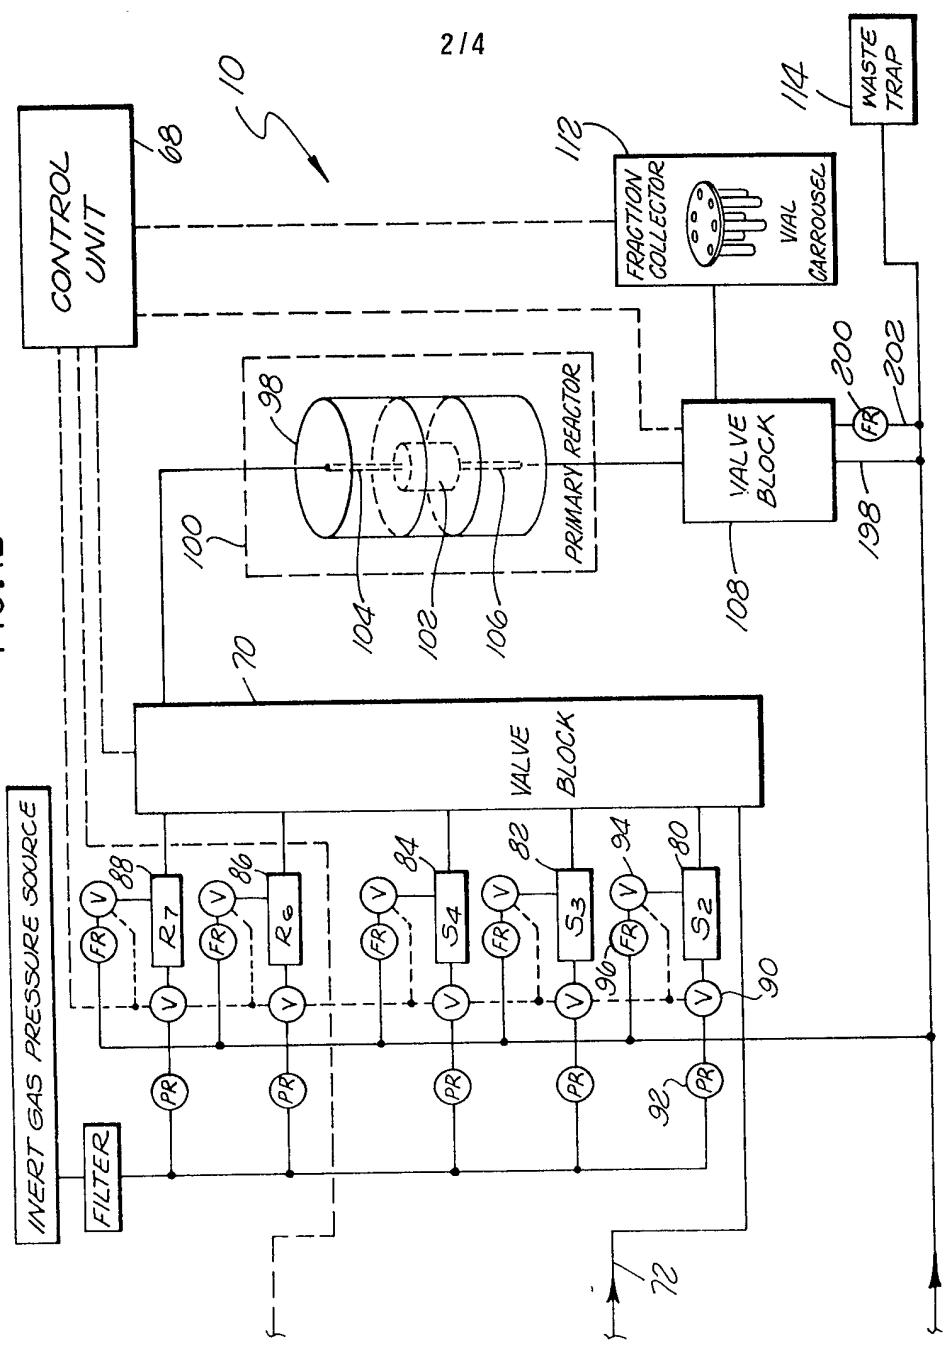 2/4
INERT GAS PRESSURE SOURCE
FILTER
CONTROL
UNIT
68
10
PR
PR
PR
PR
PR
92
V
V
V
V
V
90
FR
V
R7
88
FR
V
R6
86
FR
V
S4
84
FR
V
S3
82
FR
96
V
94
S2
80
72
VALVE
BLOCK
70
100
98
104
102
106
PRIMARY REACTOR
VALVE
BLOCK
108
198
FR
200
202
FRACTION
COLLECTOR
VIAL
CARROUSEL
112
WASTE
TRAP
114